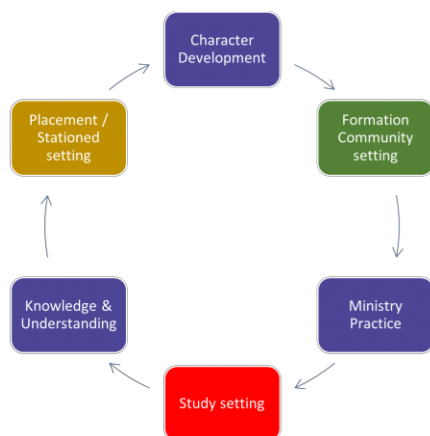 Character
Development
Formation
Community
setting
Ministry
Practice
Study setting
Knowledge &
Understanding
Placement /
Stationed
setting